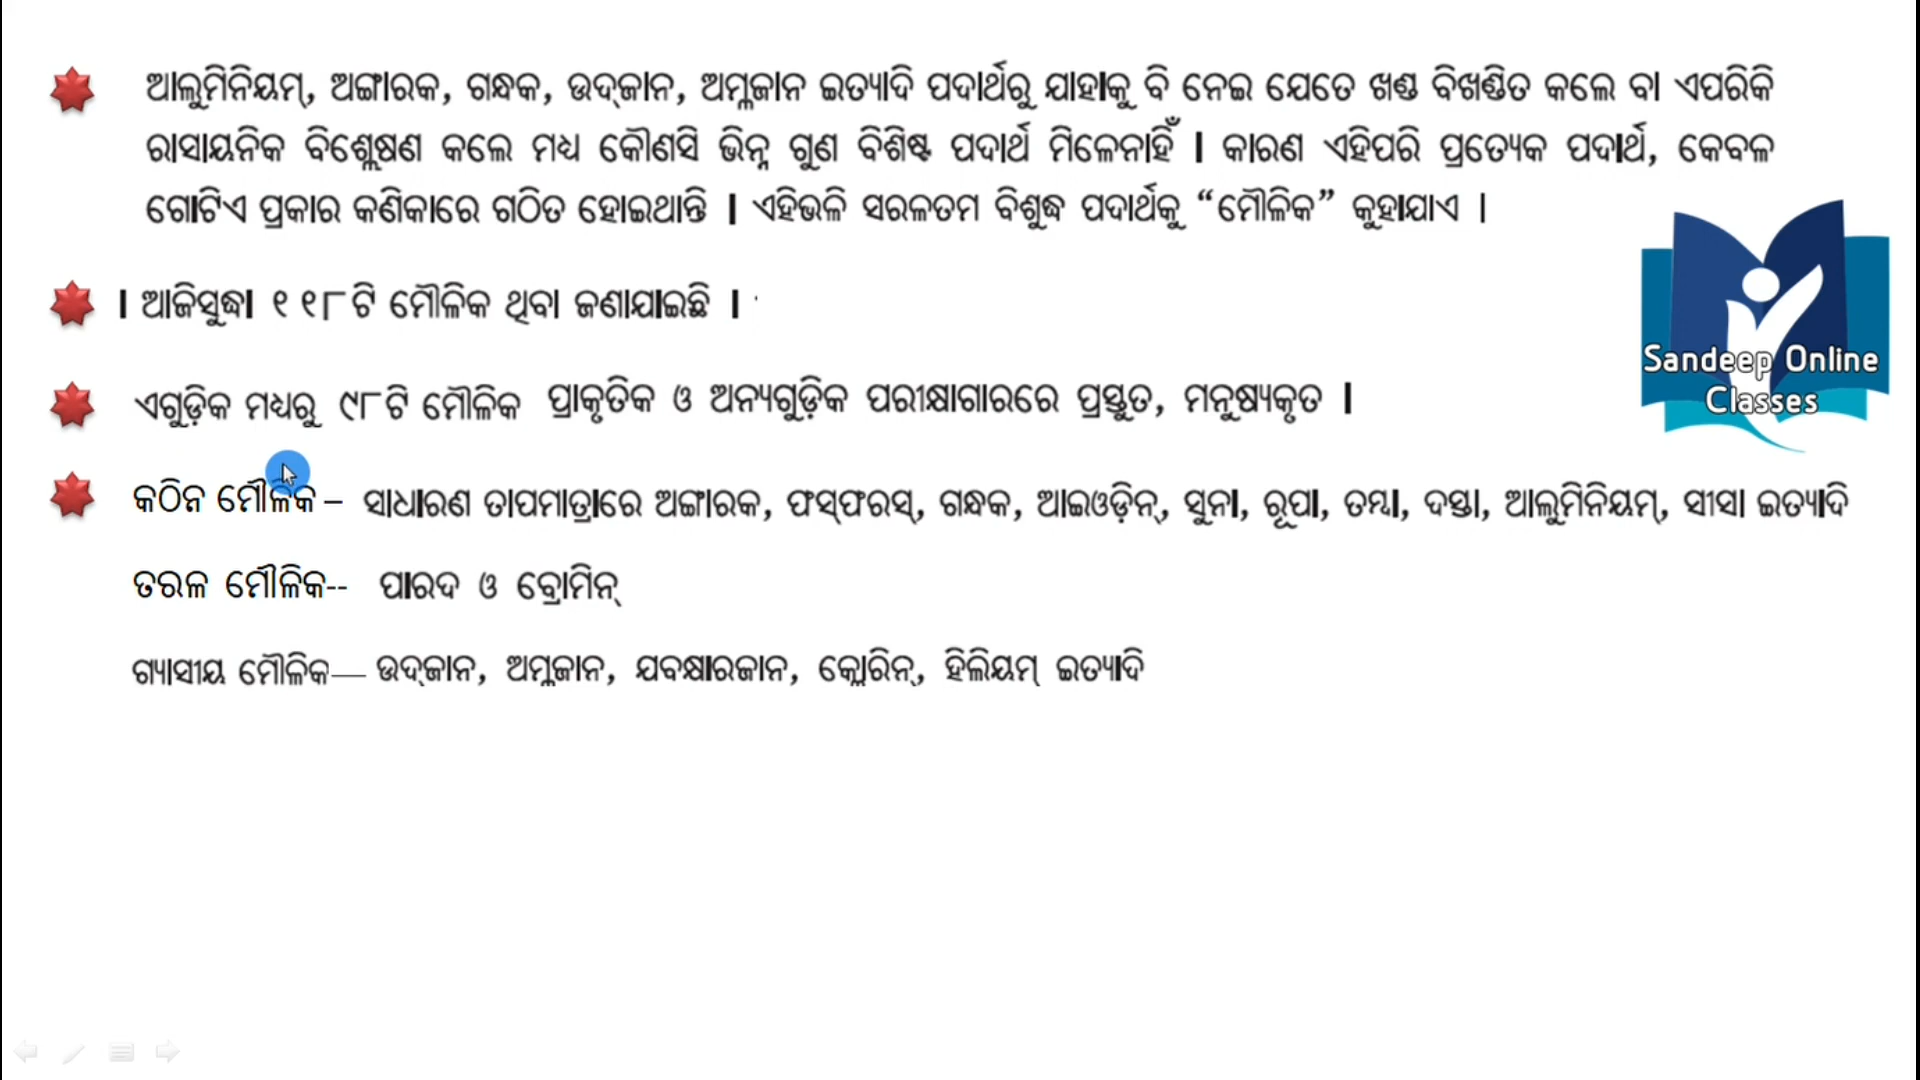 ଆଲୁମିନିୟମ୍, ଅଙ୍ଗାରକ, ଗନ୍ଧକ, ଉଦ୍‌ଜାନ, ଅମ୍ଳଜାନ ଇତ୍ୟାଦି ପଦାର୍ଥରୁ ଯାହାକୁ ବି ନେଇ ଯେତେ ଖଣ୍ଡ ବିଖଣ୍ଡିତ କଲେ ବା ଏପରିକି
ରାସାୟନିକ ବିଶ୍ଳେଷଣ କଲେ ମଧ୍ୟ କୌଣସି ଭିନ୍ନ ଗୁଣ ବିଶିଷ୍ଟ ପଦାର୍ଥ ମିଳେନାହିଁ । କାରଣ ଏହିପରି ପ୍ରତ୍ୟେକ ପଦାର୍ଥ, କେବଳ
ଗୋଟିଏ ପ୍ରକାର କଣିକାରେ ଗଠିତ ହୋଇଥାନ୍ତି । ଏହିଭଳି ସରଳତମ ବିଶୁଦ୍ଧ ପଦାର୍ଥକୁ “ମୌଳିକ” କୁହାଯାଏ ।
। ଆଜିସୁଦ୍ଧା ୧୧୮ଟି ମୌଳିକ ଥିବା ଜଣାଯାଇଛି ।
ଏଗୁଡ଼ିକ ମଧ୍ୟରୁ ୯୮ଟି ମୌଳିକ ପ୍ରାକୃତିକ ଓ ଅନ୍ୟଗୁଡ଼ିକ ପରୀକ୍ଷାଗାରରେ ପ୍ରସ୍ତୁତ, ମନୁଷ୍ୟକୃତ ।
Sandeep Online
Classes
କଠିନ ମୌଳିକ – ସାଧାରଣ ତାପମାତ୍ରାରେ ଅଙ୍ଗାରକ, ଫସ୍‌ଫରସ୍, ଗନ୍ଧକ, ଆଇଓଡ଼ିନ୍, ସୁନା, ରୂପା, ତମ୍ବା, ଦସ୍ତା, ଆଲୁମିନିୟମ୍, ସୀସା ଇତ୍ୟାଦି
ତରଳ ମୌଳିକ-- ପାରଦ ଓ ବ୍ରୋମିନ୍
ଗ୍ୟାସୀୟ ମୌଳିକ— ଉଦ୍‌ଜାନ, ଅମ୍ଳଜାନ, ଯବକ୍ଷାରଜାନ, କ୍ଲୋରିନ୍, ହିଲିୟମ୍ ଇତ୍ୟାଦି